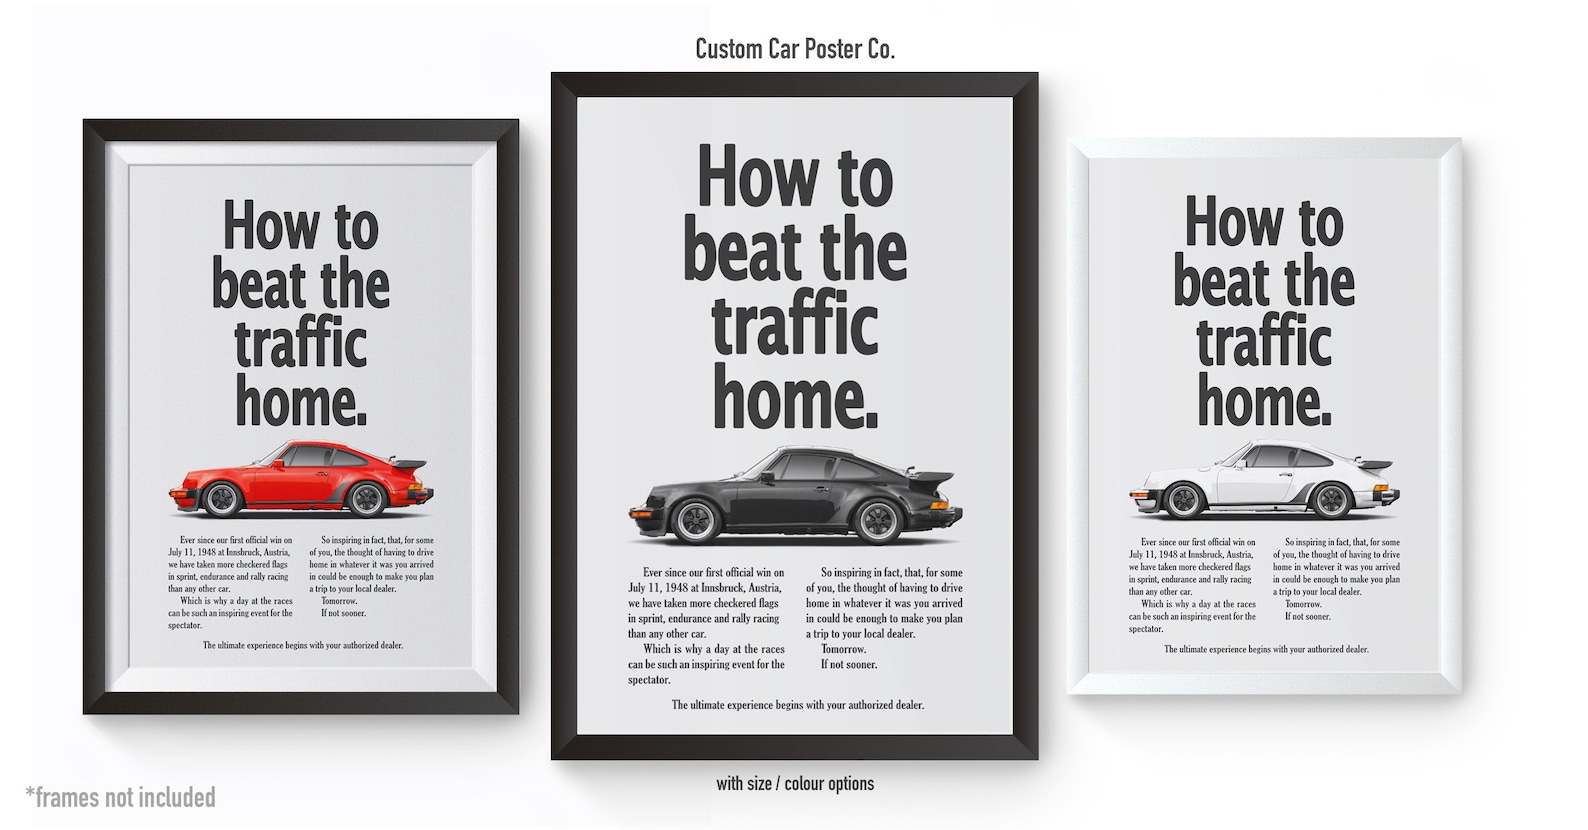 Custom Car Poster Co.
How to
beat the
traffic
home.
Ever since our first official win on
July 11, 1948 at Innsbruck, Austria,
we have taken more checkered flags
in sprint, endurance and rally racing
than any other car.
Which is why a day at the races
can be such an inspiring event for the
spectator.
So inspiring in fact, that, for some
of you, the thought of having to drive
home in whatever it was you arrived
in could be enough to make you plan
a trip to your local dealer.
Tomorrow.
If not sooner.
The ultimate experience begins with your authorized dealer.
How to
beat the
traffic
home.
Ever since our first official win on
July 11, 1948 at Innsbruck, Austria,
we have taken more checkered flags
in sprint, endurance and rally racing
than any other car.
Which is why a day at the races
can be such an inspiring event for the
spectator.
So inspiring in fact, that, for some
of you, the thought of having to drive
home in whatever it was you arrived
in could be enough to make you plan
a trip to your local dealer.
Tomorrow.
If not sooner.
The ultimate experience begins with your authorized dealer.
How to
beat the
traffic
home.
Ever since our first official win on
July 11, 1948 at Innsbruck, Austria,
we have taken more checkered flags
in sprint, endurance and rally racing
than any other car.
Which is why a day at the races
can be such an inspiring event for the
spectator.
So inspiring in fact, that, for some
of you, the thought of having to drive
home in whatever it was you arrived
in could be enough to make you plan
a trip to your local dealer.
Tomorrow.
If not sooner.
The ultimate experience begins with your authorized dealer.
with size / colour options
*frames not included